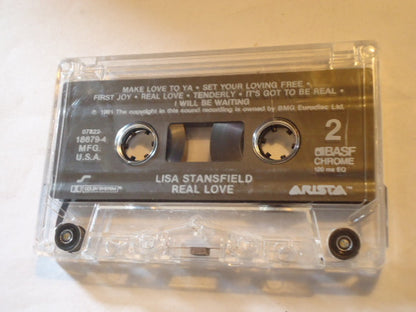 MAKE LOVE TO YA • SET YOUR LOVING FREE •
FIRST JOY • REAL LOVE • TENDERLY • IT'S GOT TO BE REAL •
I WILL BE WAITING
℗ 1991 The copyright in this sound recording is owned by BMG Eurodisc Ltd.
07822-
18679-4
MFG.
U.S.A.
2
BASF
CHROME
120 ms EQ
LISA STANSFIELD
REAL LOVE
ARISTA™